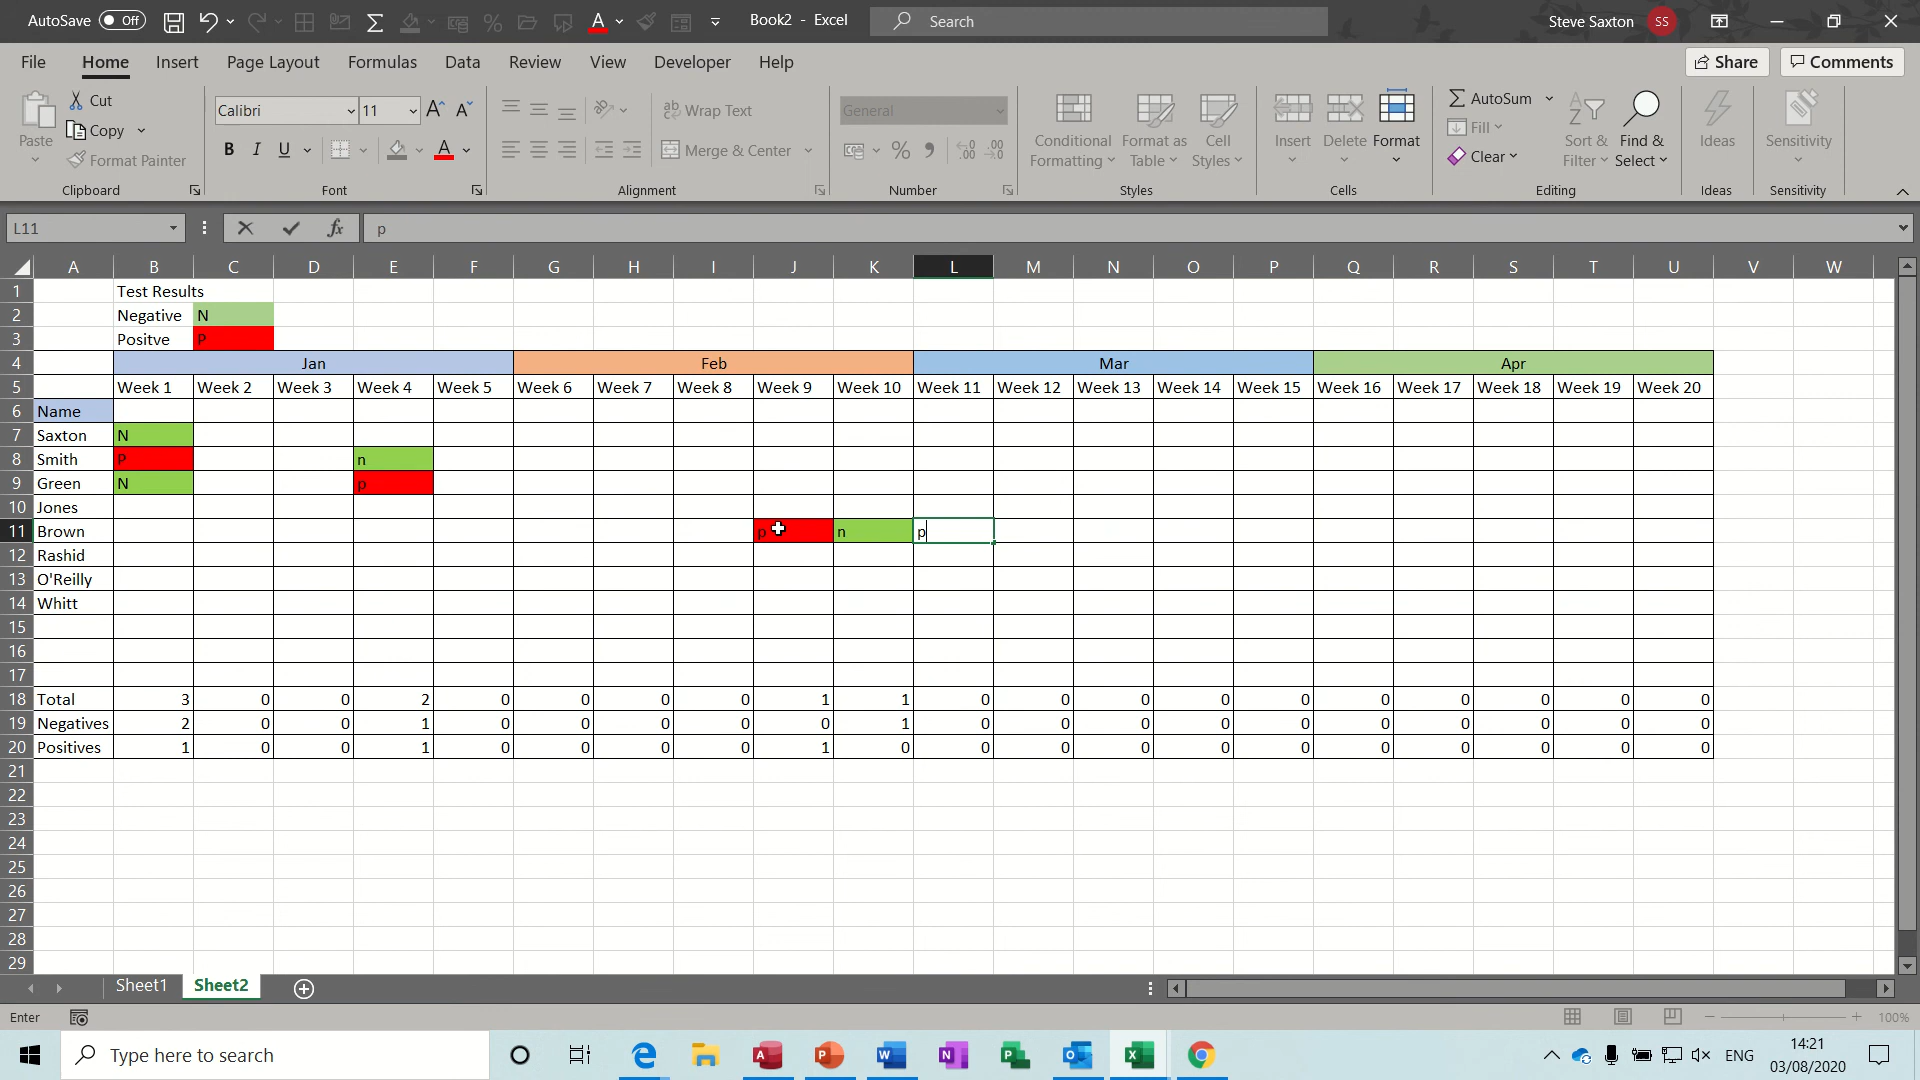 AutoSave Off Book2 - Excel Search Steve Saxton SS
File Home Insert Page Layout Formulas Data Review View Developer Help Share Comments
Paste Cut Copy Format Painter Clipboard
Calibri 11 B I U A Font
ab Wrap Text Merge & Center Alignment
General % Number
Conditional Formatting Format as Table Cell Styles Styles
Insert Delete Format Cells
AutoSum Fill Clear Sort & Filter Find & Select Editing
Ideas Ideas
Sensitivity Sensitivity
L11 fx p
A B C D E F G H I J K L M N O P Q R S T U V W
1 Test Results
2 Negative N
3 Positve P
4 Jan Feb Mar Apr
5 Week 1 Week 2 Week 3 Week 4 Week 5 Week 6 Week 7 Week 8 Week 9 Week 10 Week 11 Week 12 Week 13 Week 14 Week 15 Week 16 Week 17 Week 18 Week 19 Week 20
6 Name
7 Saxton N
8 Smith P n
9 Green N p
10 Jones
11 Brown p n p
12 Rashid
13 O'Reilly
14 Whitt
15
16
17
18 Total 3 0 0 2 0 0 0 0 1 1 0 0 0 0 0 0 0 0 0 0
19 Negatives 2 0 0 1 0 0 0 0 0 1 0 0 0 0 0 0 0 0 0 0
20 Positives 1 0 0 1 0 0 0 0 1 0 0 0 0 0 0 0 0 0 0 0
21
22
23
24
25
26
27
28
29
Sheet1 Sheet2
Enter 100%
Type here to search ENG 14:21
03/08/2020